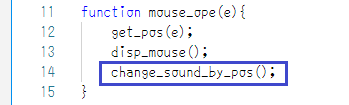 11 function mouse_ope(e){
12     get_pos(e);
13     disp_mouse();
14     change_sound_by_pos();
15 }